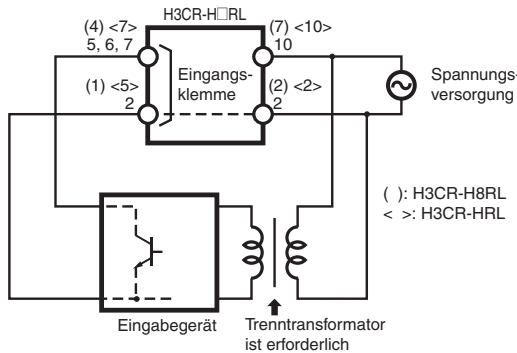 H3CR-H□RL
(4) <7>
5, 6, 7
(7) <10>
10
Eingangs-
klemme
(1) <5>
2
(2) <2>
2
Spannungs-
versorgung
( ): H3CR-H8RL
< >: H3CR-HRL
Eingabegerät
Trenntransformator
ist erforderlich